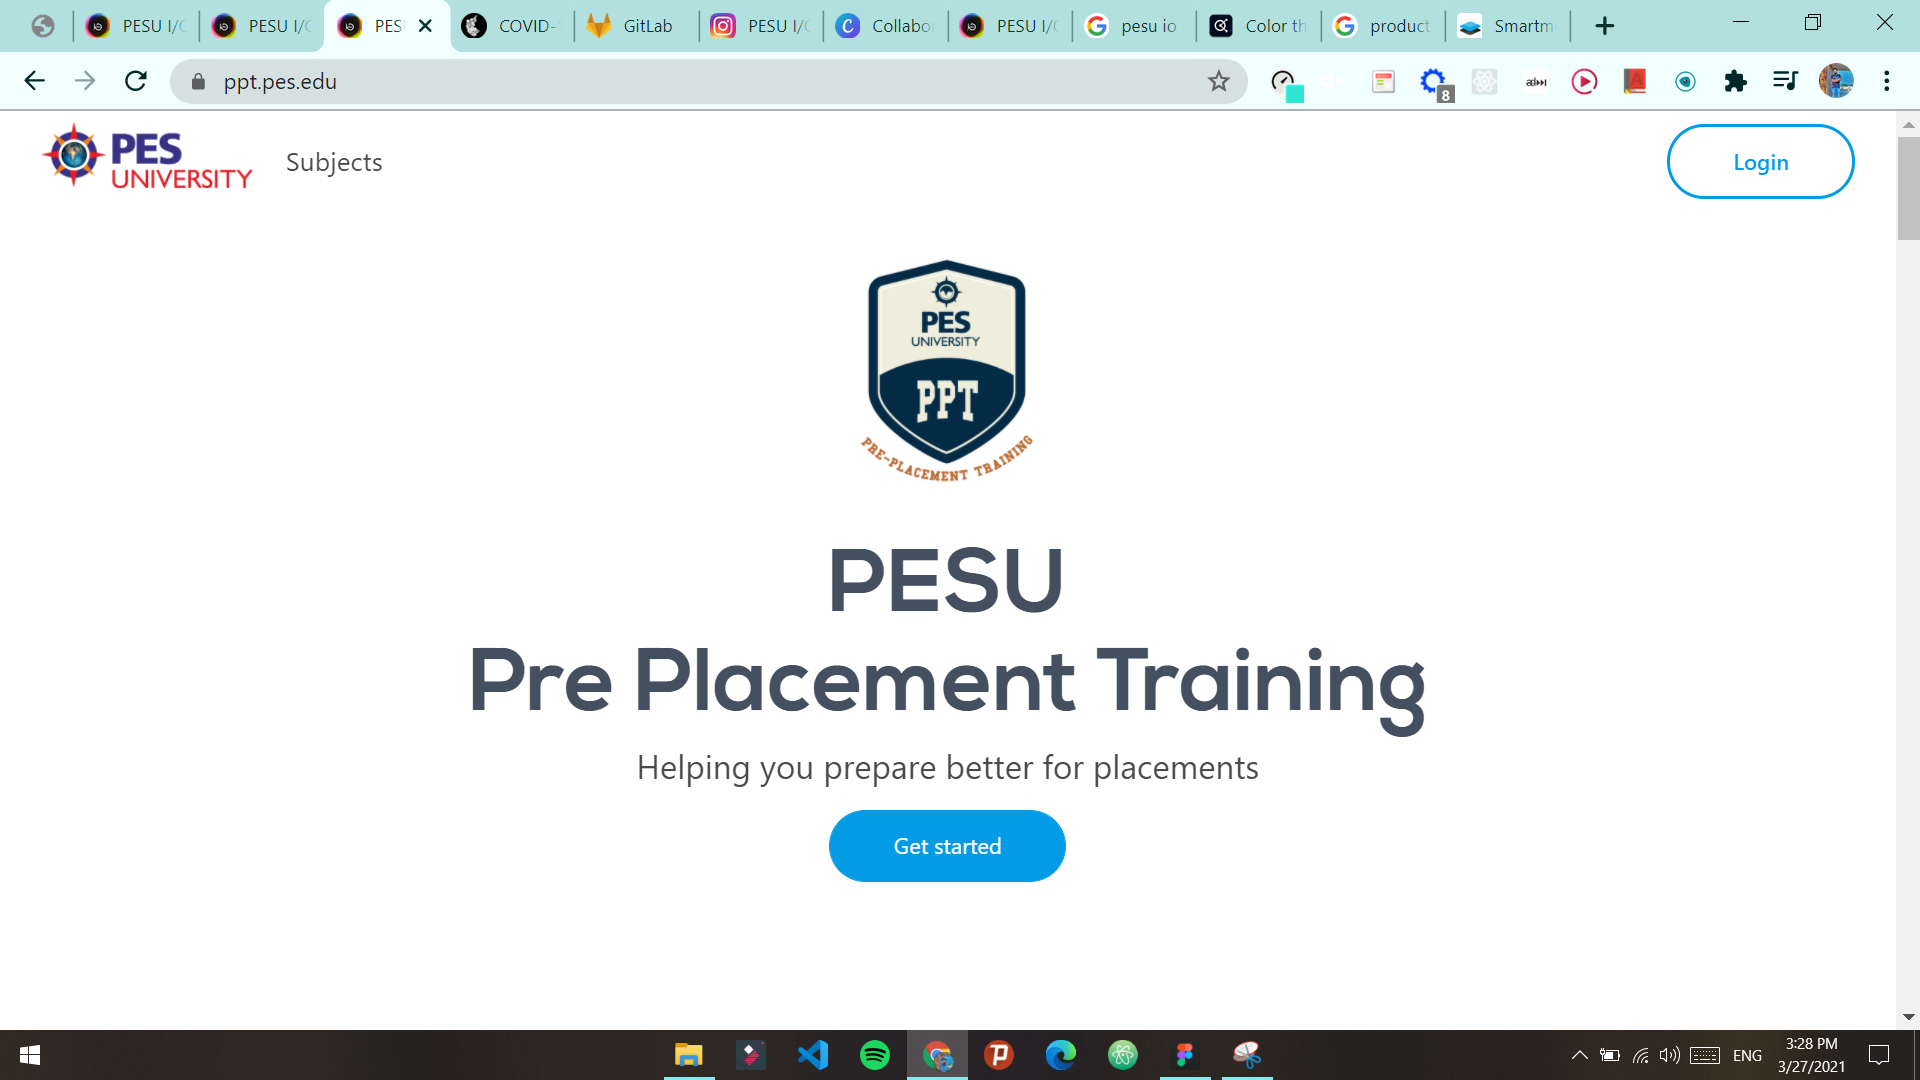 PESU I/O
PESU I/O
PES
COVID-
GitLab
PESU I/O
Collabor
PESU I/O
pesu io
Color th
product
Smartm
ppt.pes.edu
8
PES
UNIVERSITY
Subjects
Login
PES
UNIVERSITY
PPT
PRE-PLACEMENT TRAINING
PESU
Pre Placement Training
Helping you prepare better for placements
Get started
ENG
3:28 PM
3/27/2021